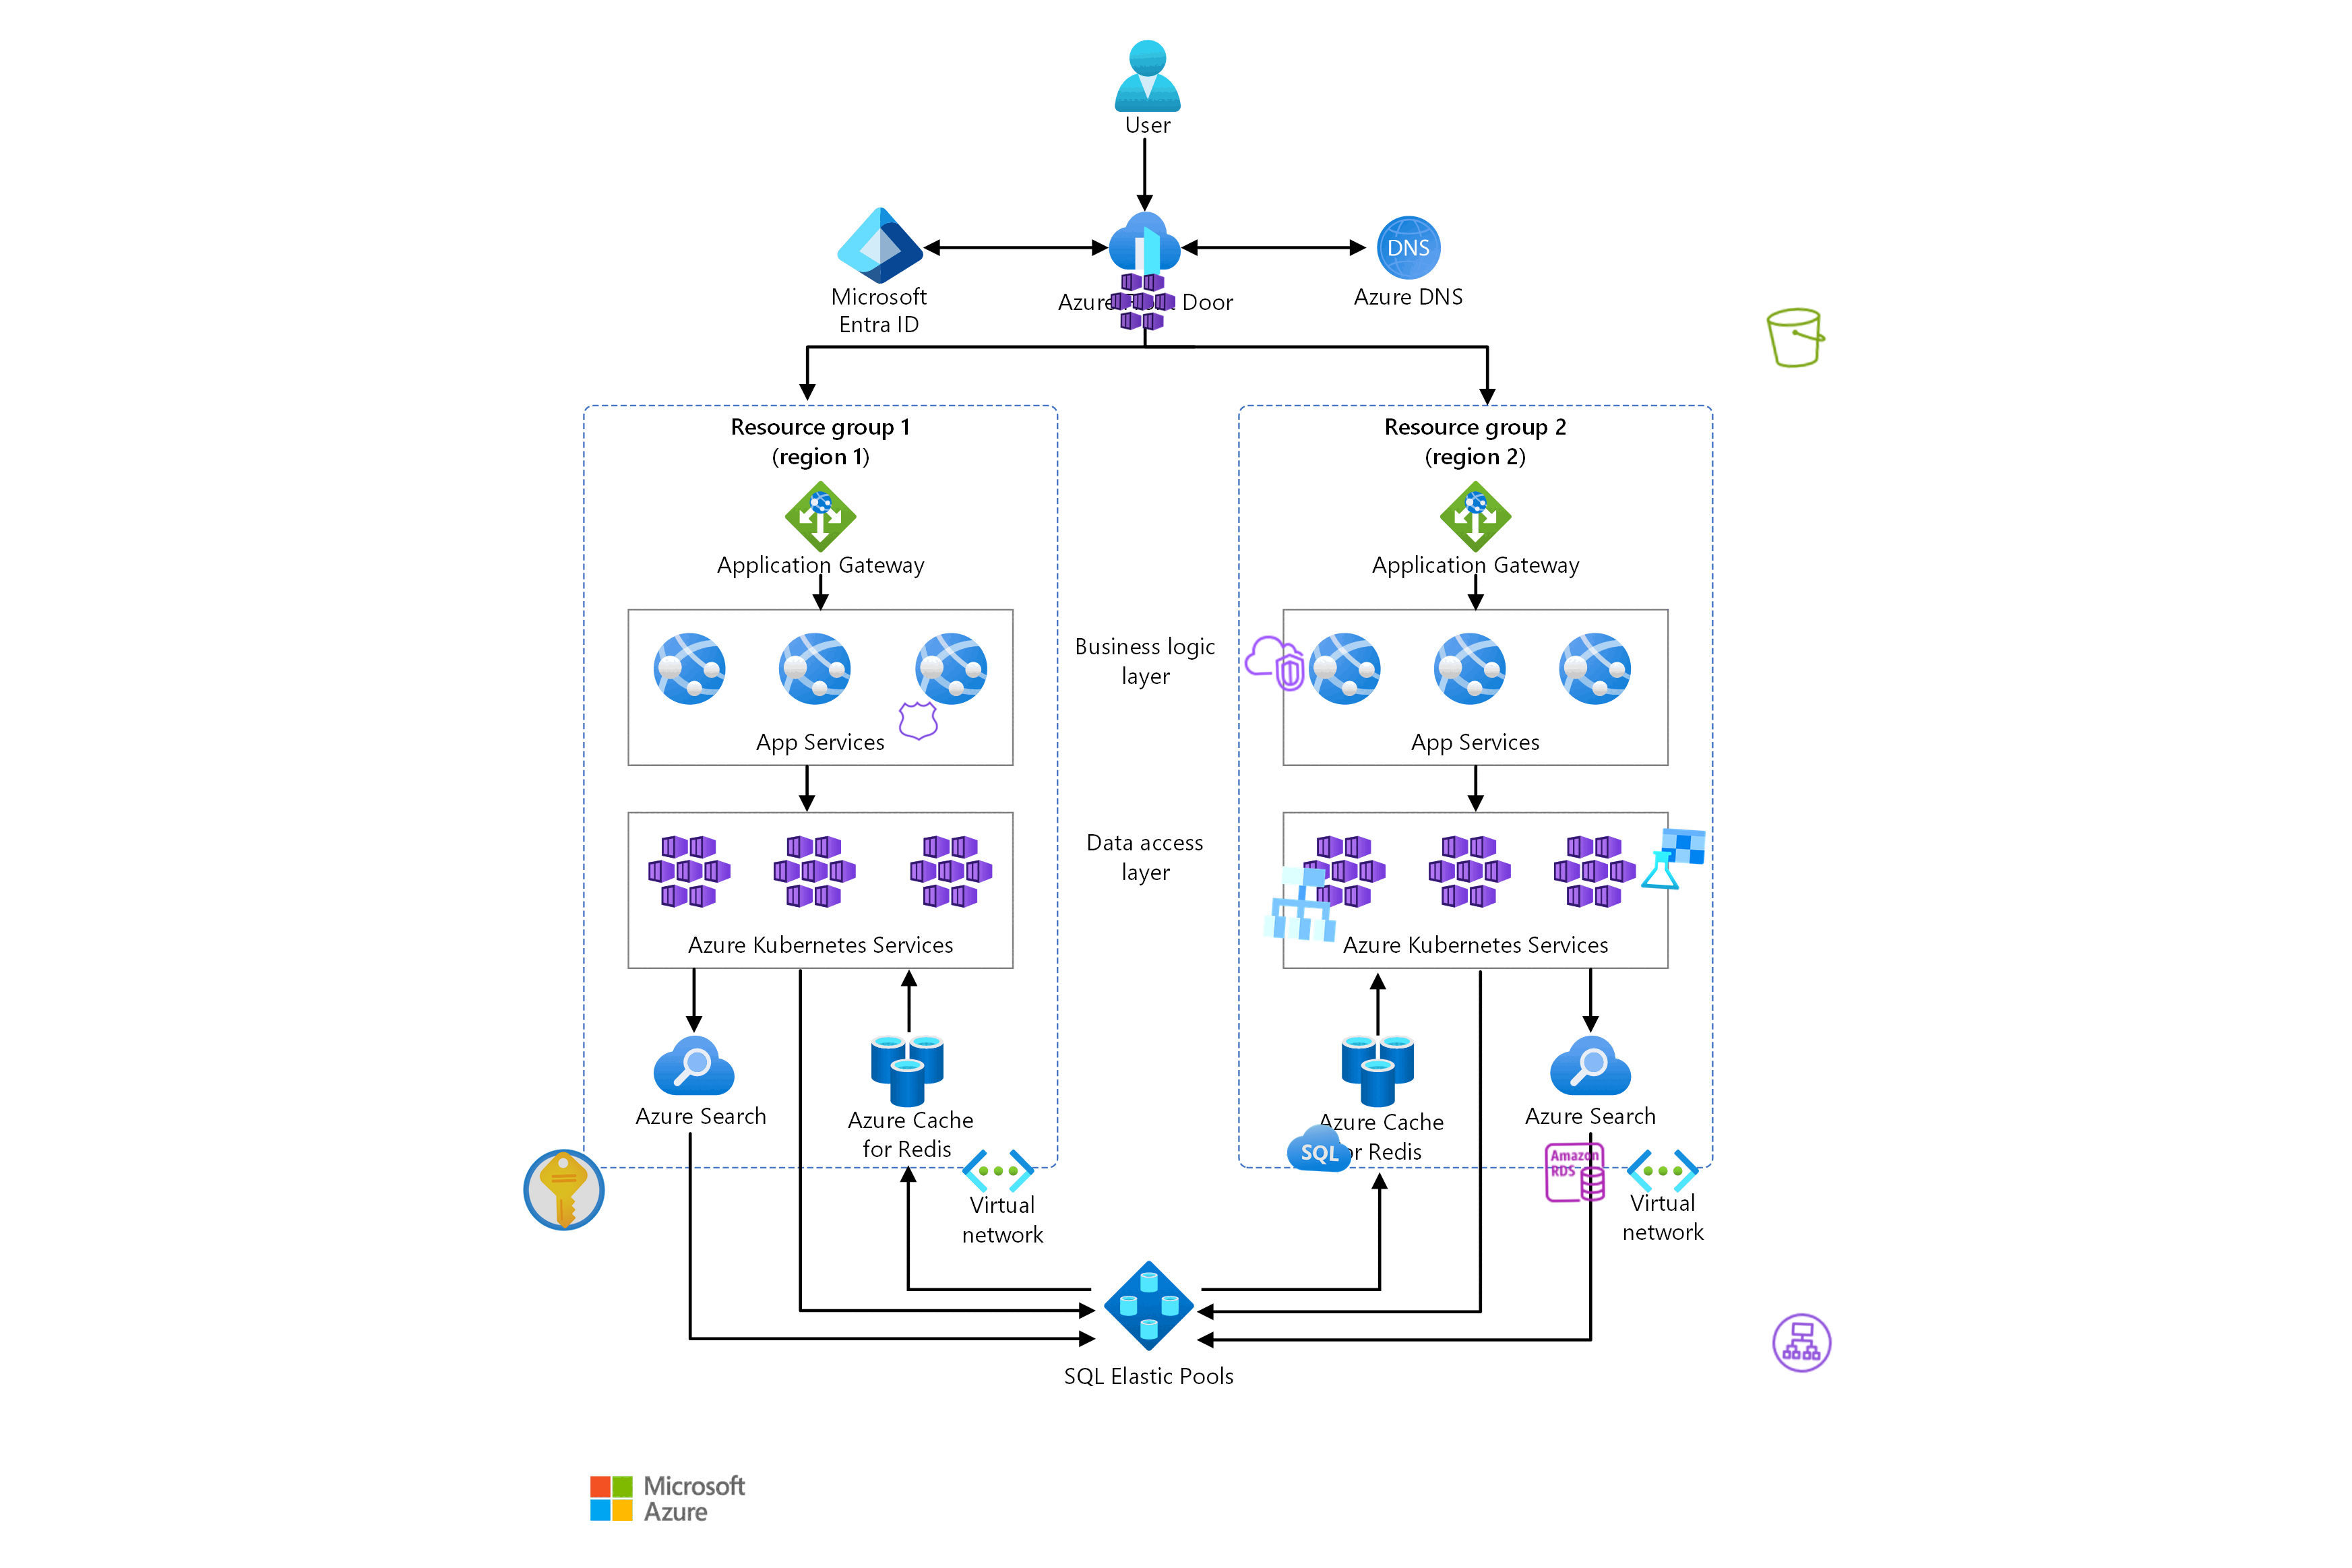 User
DNS
Microsoft
Entra ID
Azure Door
Azure DNS
Resource group 1
(region 1)
Resource group 2
(region 2)
Application Gateway
Application Gateway
Business logic
layer
App Services
App Services
Data access
layer
Azure Kubernetes Services
Azure Kubernetes Services
Azure Search
Azure Cache
for Redis
Azure Cache
or Redis
SQL
Azure Search
Amazon
RDS
Virtual
network
Virtual
network
SQL Elastic Pools
Microsoft
Azure